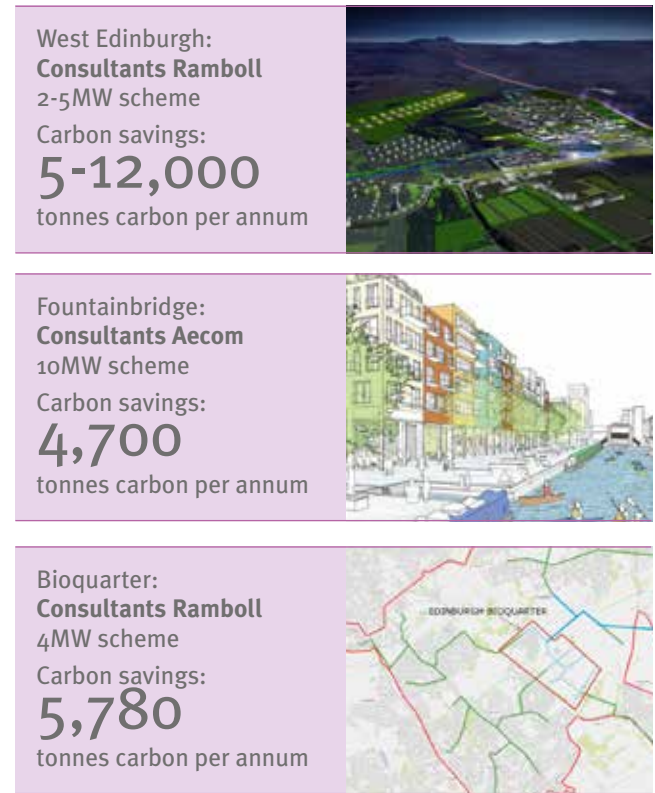 West Edinburgh:
Consultants Ramboll
2-5MW scheme
Carbon savings:
5-12,000
tonnes carbon per annum
Fountainbridge:
Consultants Aecom
10MW scheme
Carbon savings:
4,700
tonnes carbon per annum
Bioquarter:
Consultants Ramboll
4MW scheme
Carbon savings:
5,780
tonnes carbon per annum
EDINBURGH BIOQUARTER